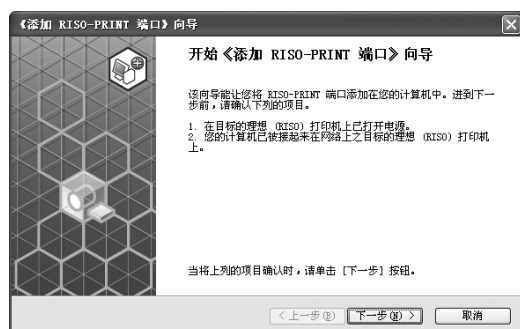 《添加 RISO-PRINT 端口》向导
开始《添加 RISO-PRINT 端口》向导
该向导能让您将 RISO-PRINT 端口添加在您的计算机中。进到下一
步前，请确认下列的项目。
1. 在目标的理想 (RISO) 打印机上已打开电源。
2. 您的计算机已被接起来在网络上之目标的理想 (RISO) 打印机
上。
当将上列的项目确认时，请单击 [下一步] 按钮。
< 上一步(B) 下一步(N) > 取消